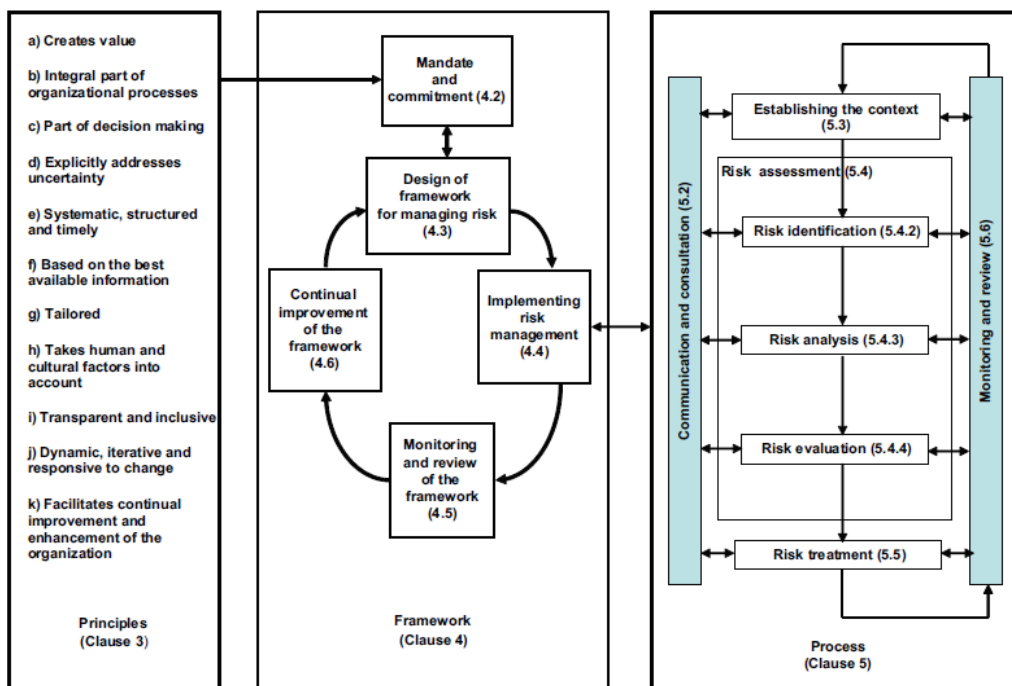 a) Creates value
b) Integral part of
organizational processes
c) Part of decision making
d) Explicitly addresses
uncertainty
e) Systematic, structured
and timely
f) Based on the best
available information
g) Tailored
h) Takes human and
cultural factors into
account
i) Transparent and inclusive
j) Dynamic, iterative and
responsive to change
k) Facilitates continual
improvement and
enhancement of the
organization
Principles
(Clause 3)
Mandate
and
commitment (4.2)
Design of
framework
for managing risk
(4.3)
Implementing
risk
management
(4.4)
Monitoring
and review
of the
framework
(4.5)
Continual
improvement
of the
framework
(4.6)
Framework
(Clause 4)
Communication and consultation (5.2)
Establishing the context
(5.3)
Risk assessment (5.4)
Risk identification (5.4.2)
Risk analysis (5.4.3)
Risk evaluation (5.4.4)
Risk treatment (5.5)
Monitoring and review (5.6)
Process
(Clause 5)